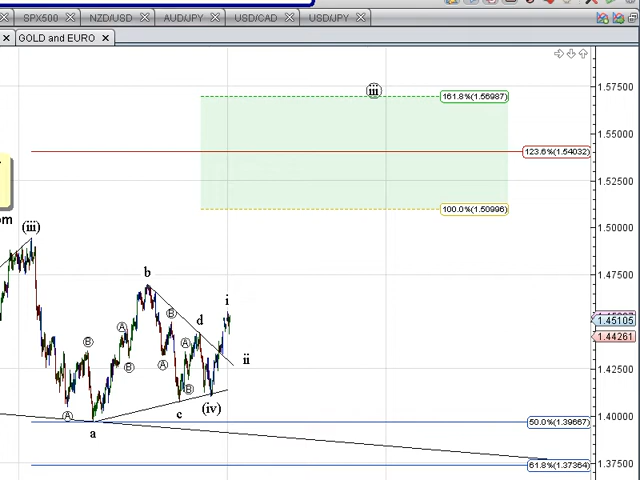 SPX500 NZD/USD AUD/JPY USD/CAD USD/JPY
GOLD and EURO
1.57500
iii
161.8%(1.56987)
1.55000
123.6%(1.54032)
1.52500
100.0%(1.50996)
om
(iii)
1.50000
b
1.47500
i
B
d
1.45105
A
B
A
1.44261
ii
A
B
B
1.42500
A
c
(iv)
1.40000
a
50.0%(1.39667)
61.8%(1.37364)
1.37500